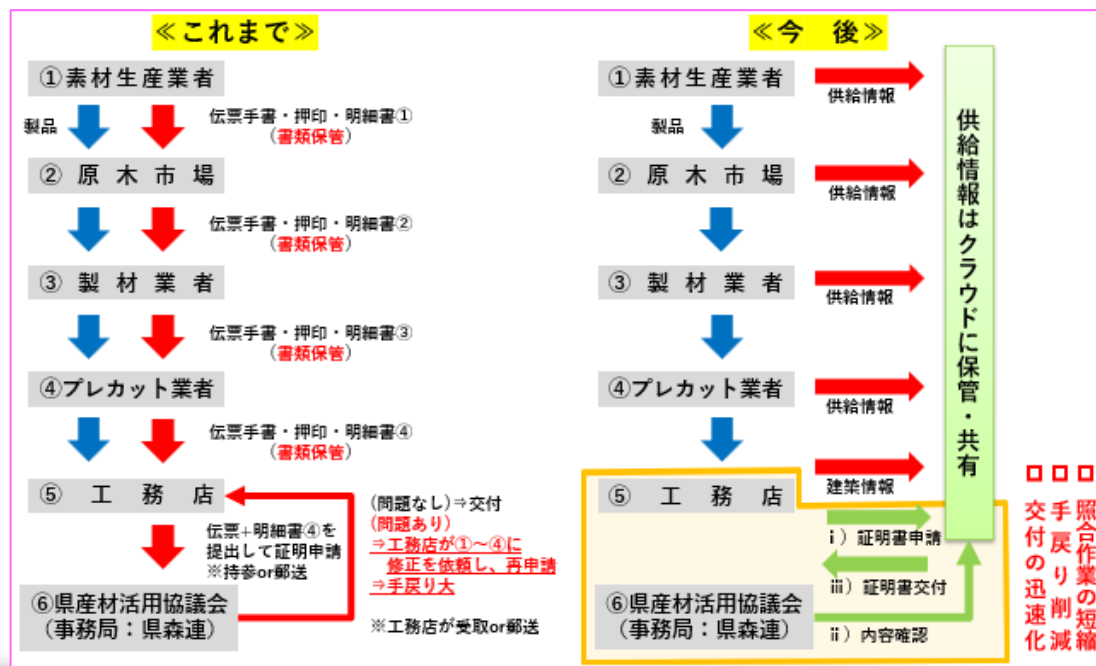 ≪これまで≫
①素材生産業者
製品
伝票手書・押印・明細書①
(書類保管)
②原木市場
伝票手書・押印・明細書②
(書類保管)
③製材業者
伝票手書・押印・明細書③
(書類保管)
④プレカット業者
伝票手書・押印・明細書④
(書類保管)
⑤工務店
伝票+明細書④を
提出して証明申請
※持参or郵送
(問題なし)⇒交付
(問題あり)
⇒工務店が①～④に
修正を依頼し、再申請
⇒手戻り大
※工務店が受取or郵送
⑥県産材活用協議会
(事務局：県森連)
≪今 後≫
①素材生産業者
供給情報
製品
②原木市場
供給情報
③製材業者
供給情報
④プレカット業者
供給情報
⑤工務店
建築情報
ⅰ）証明書申請
ⅲ）証明書交付
⑥県産材活用協議会
(事務局：県森連)
ⅱ）内容確認
供給情報はクラウドに保管・共有
□照合作業の短縮
□手戻り削減
□交付の迅速化